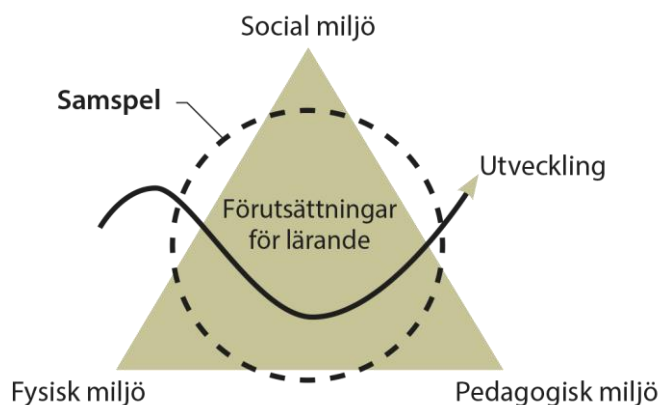 Social miljö
Samspel
Utveckling
Förutsättningar
för lärande
Fysisk miljö
Pedagogisk miljö